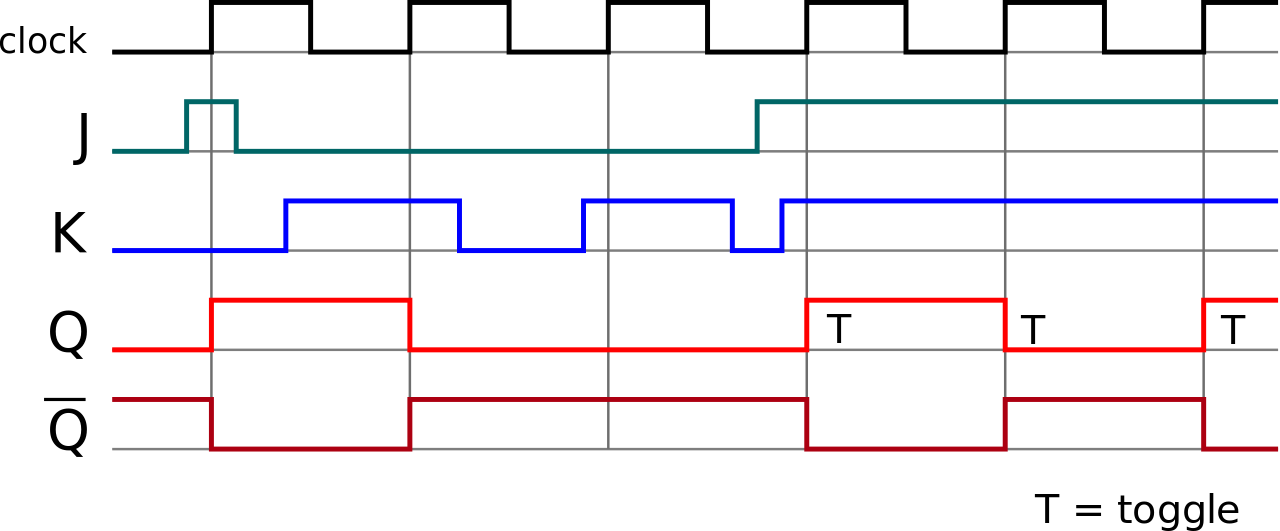 clock
J
K
Q
T T T
Q̅
T = toggle